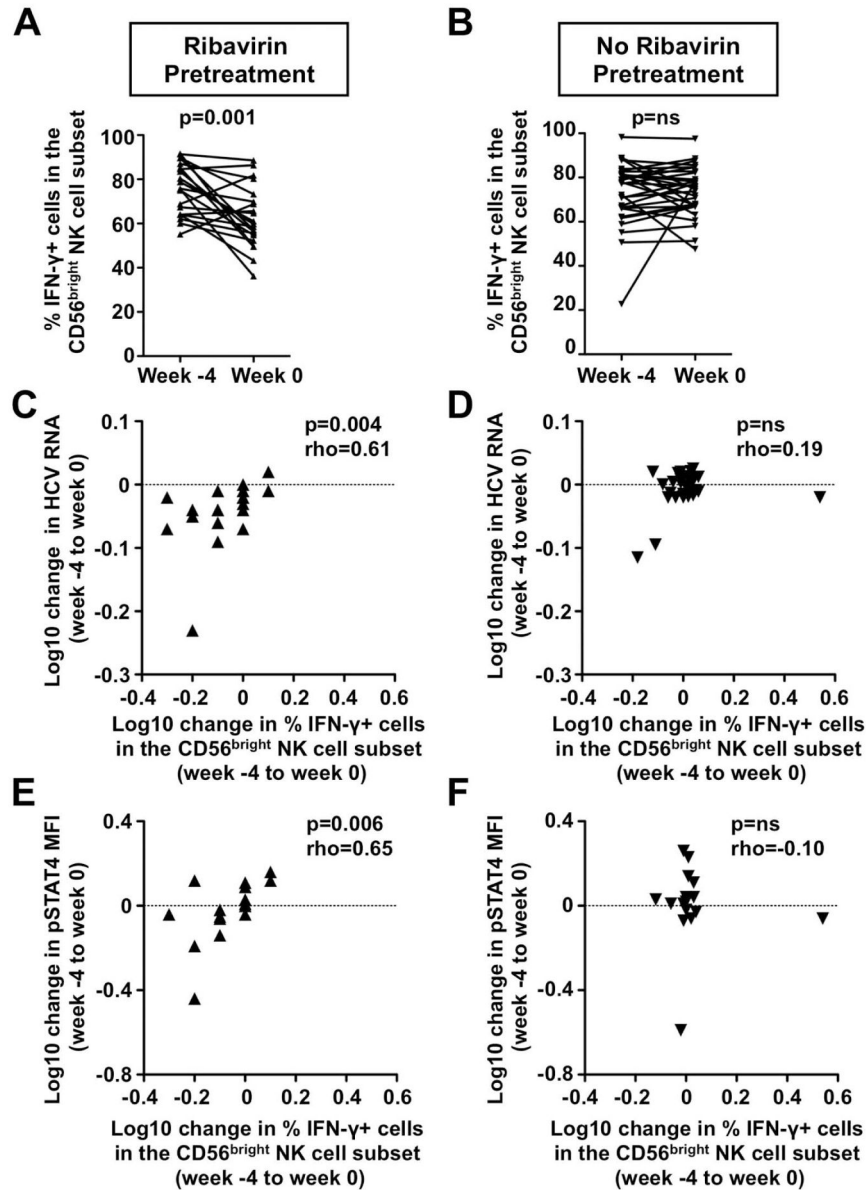 A
Ribavirin
Pretreatment
p=0.001
% IFN-γ+ cells in the
CD56bright NK cell subset
100
80
60
40
20
0
Week -4
Week 0
B
No Ribavirin
Pretreatment
p=ns
% IFN-γ+ cells in the
CD56bright NK cell subset
100
80
60
40
20
0
Week -4
Week 0
C
p=0.004
rho=0.61
Log10 change in HCV RNA
(week -4 to week 0)
0.1
0
-0.1
-0.2
-0.3
-0.4
-0.2
0
0.2
0.4
0.6
Log10 change in % IFN-γ+ cells
in the CD56bright NK cell subset
(week -4 to week 0)
D
p=ns
rho=0.19
Log10 change in HCV RNA
(week -4 to week 0)
0.1
0
-0.1
-0.2
-0.3
-0.4
-0.2
0
0.2
0.4
0.6
Log10 change in % IFN-γ+ cells
in the CD56bright NK cell subset
(week -4 to week 0)
E
p=0.006
rho=0.65
Log10 change in pSTAT4 MFI
(week -4 to week 0)
0.4
0
-0.4
-0.8
-0.4
-0.2
0
0.2
0.4
0.6
Log10 change in % IFN-γ+ cells
in the CD56bright NK cell subset
(week -4 to week 0)
F
p=ns
rho=-0.10
Log10 change in pSTAT4 MFI
(week -4 to week 0)
0.4
0
-0.4
-0.8
-0.4
-0.2
0
0.2
0.4
0.6
Log10 change in % IFN-γ+ cells
in the CD56bright NK cell subset
(week -4 to week 0)